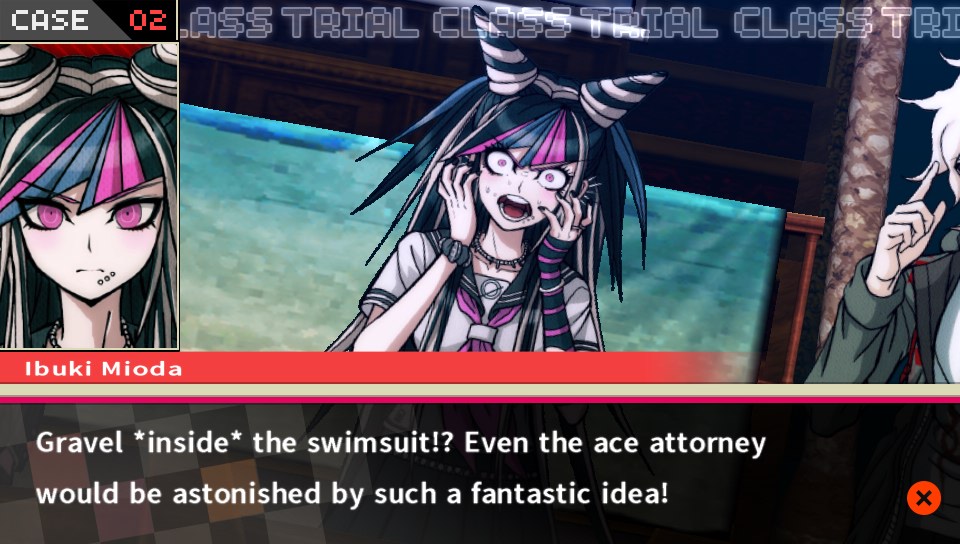 CASE 02
CLASS TRIAL CLASS TRIAL CLASS TRI
Ibuki Mioda
Gravel *inside* the swimsuit!? Even the ace attorney
would be astonished by such a fantastic idea!